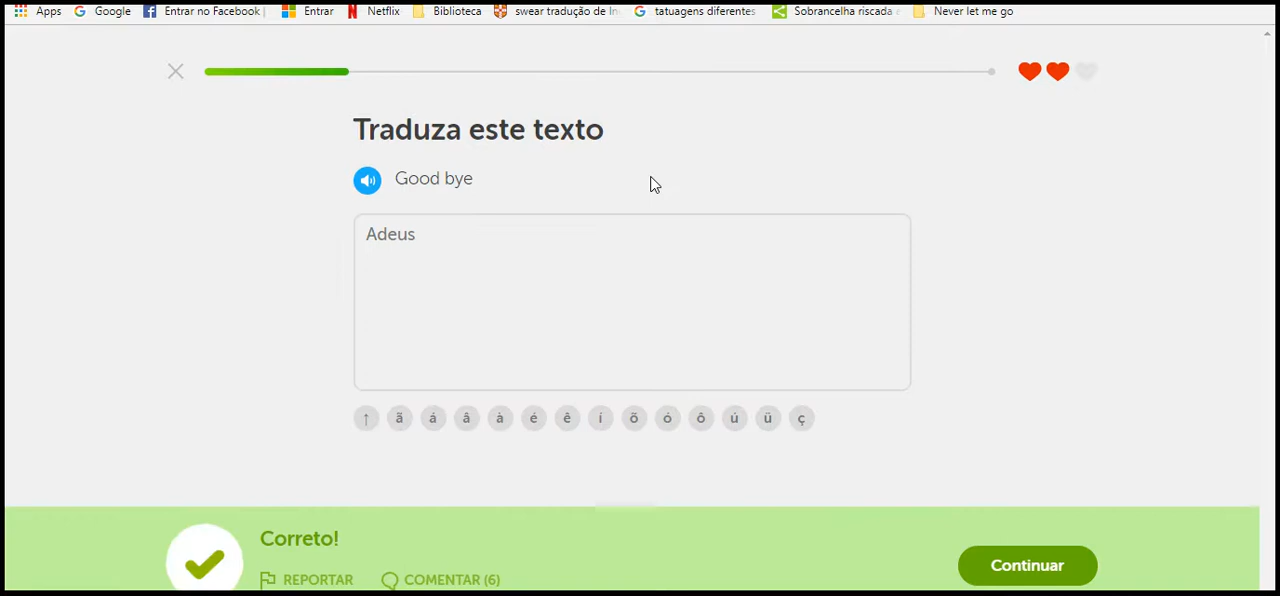 Apps Google Entrar no Facebook Entrar Netflix Biblioteca swear tradução de In tatuagens diferentes Sobrancelha riscada e Never let me go
Traduza este texto
Good bye
Adeus
↑ ã á â à é ê í õ ó ô ú ü ç
Correto!
REPORTAR COMENTAR (6)
Continuar